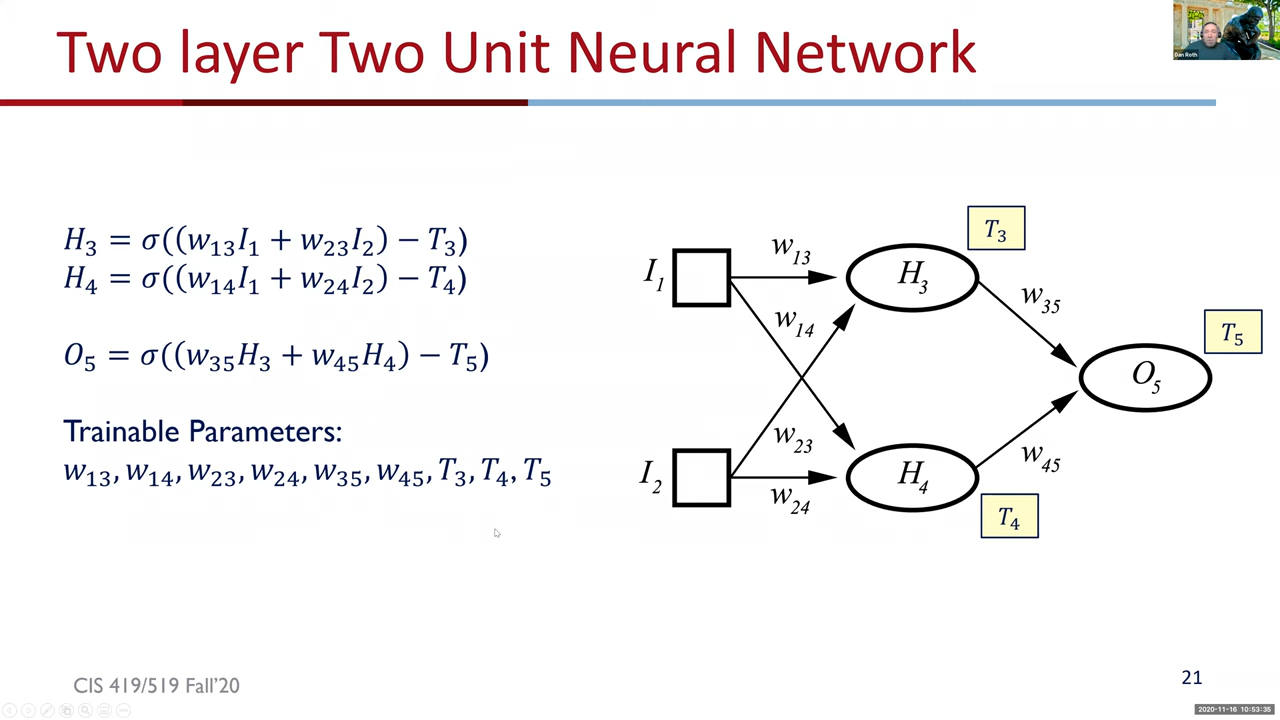 Two layer Two Unit Neural Network
Dan Roth
H₃ = σ((w₁₃I₁ + w₂₃I₂) − T₃)
H₄ = σ((w₁₄I₁ + w₂₄I₂) − T₄)
O₅ = σ((w₃₅H₃ + w₄₅H₄) − T₅)
Trainable Parameters:
w₁₃, w₁₄, w₂₃, w₂₄, w₃₅, w₄₅, T₃, T₄, T₅
T₃
I₁
w₁₃
H₃
w₁₄
w₃₅
T₅
O₅
w₂₃
w₄₅
I₂
w₂₄
H₄
T₄
CIS 419/519 Fall'20
21
2020-11-16 10:53:35